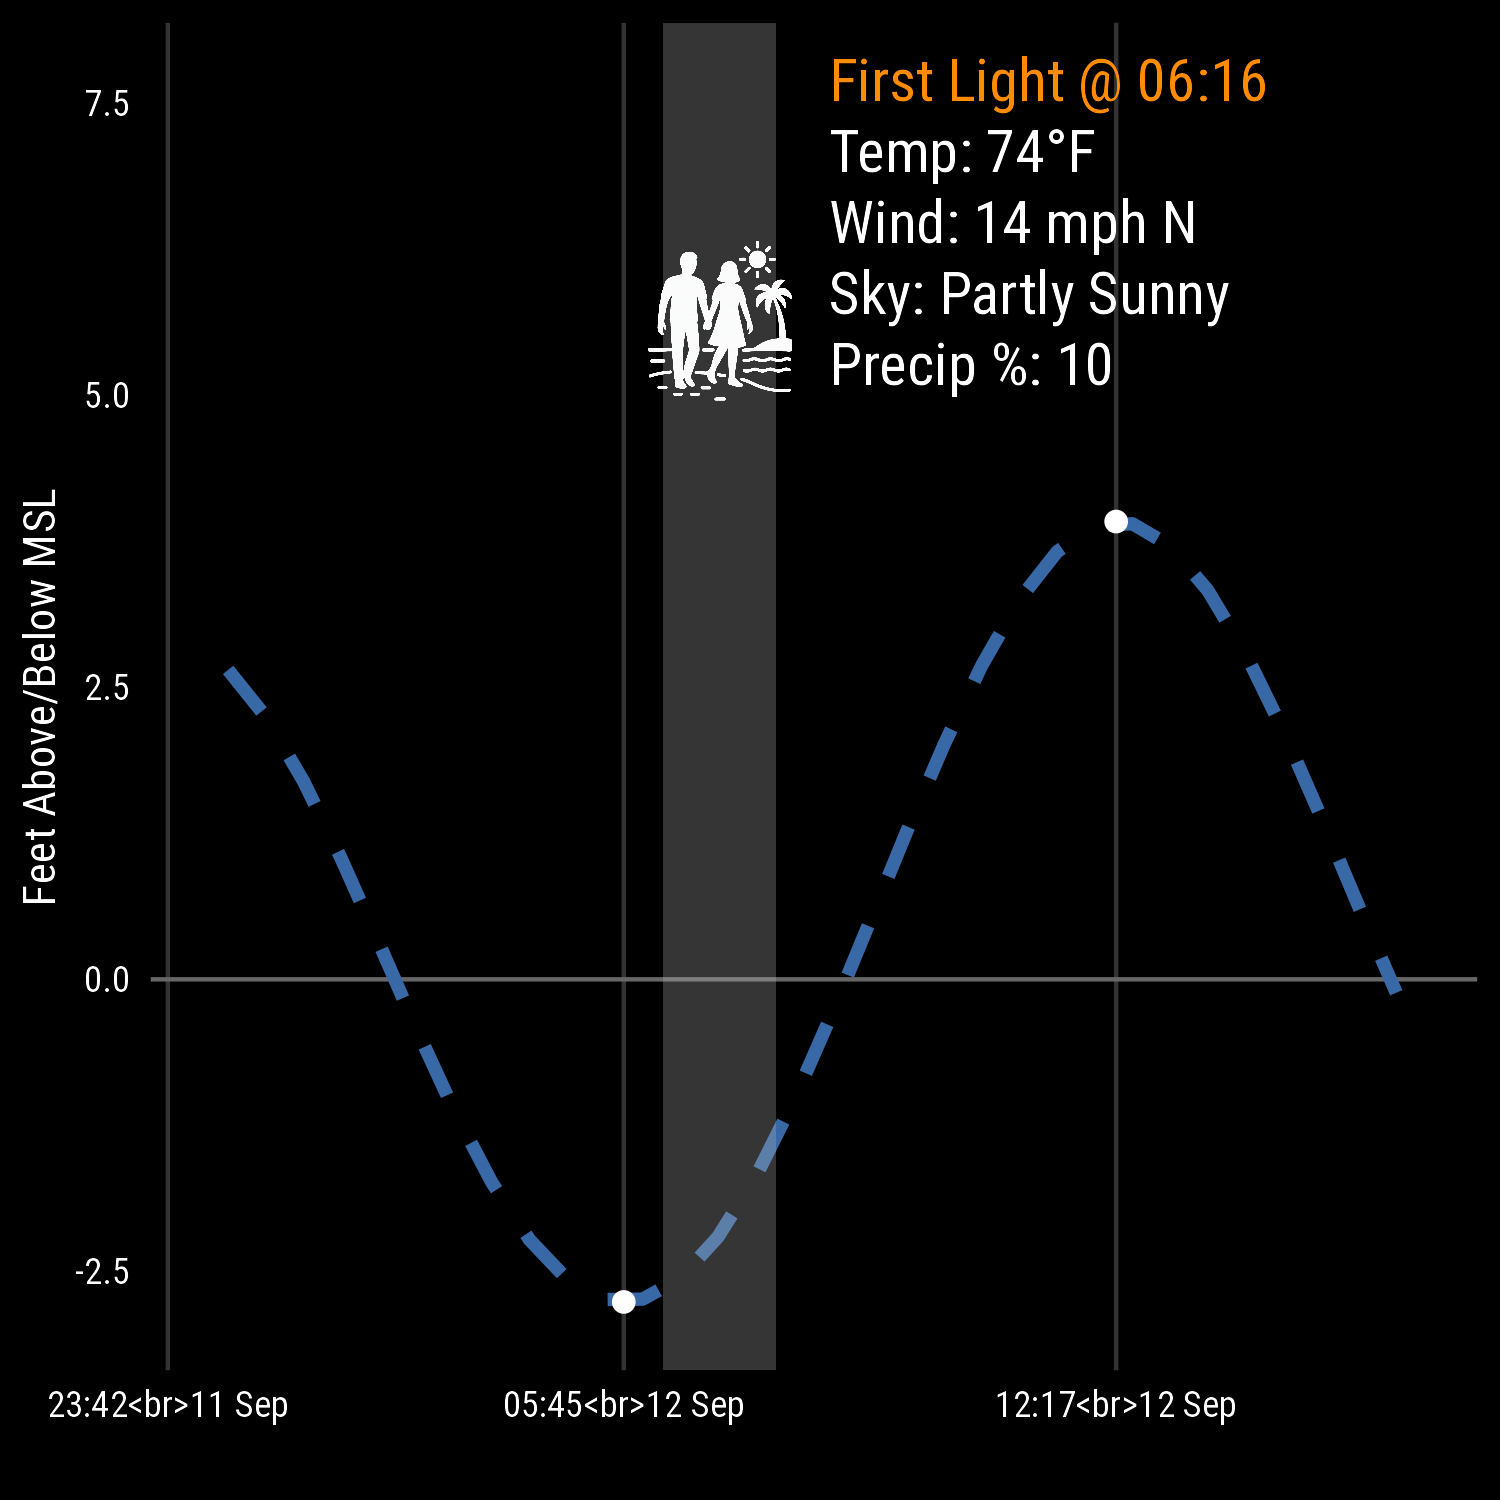 First Light @ 06:16
Temp: 74°F
Wind: 14 mph N
Sky: Partly Sunny
Precip %: 10
7.5
5.0
2.5
0.0
-2.5
Feet Above/Below MSL
23:42<br>11 Sep
05:45<br>12 Sep
12:17<br>12 Sep